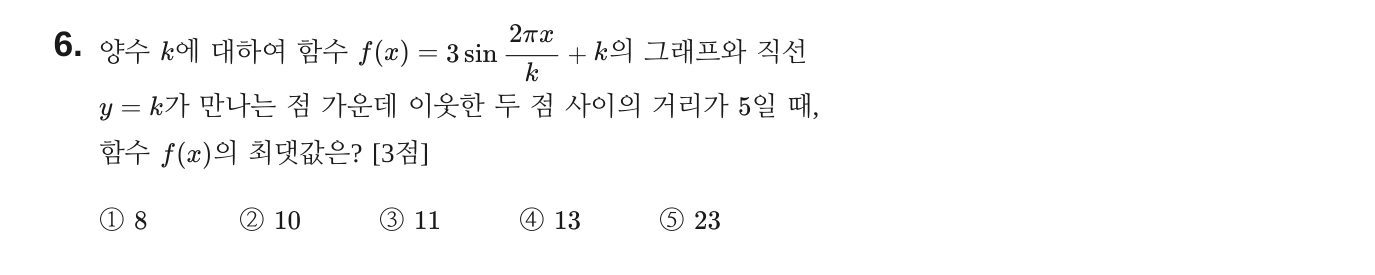 6. 양수 k에 대하여 함수 f(x) = 3 sin 2πx/k + k의 그래프와 직선
y = k가 만나는 점 가운데 이웃한 두 점 사이의 거리가 5일 때,
함수 f(x)의 최댓값은? [3점]
① 8 ② 10 ③ 11 ④ 13 ⑤ 23